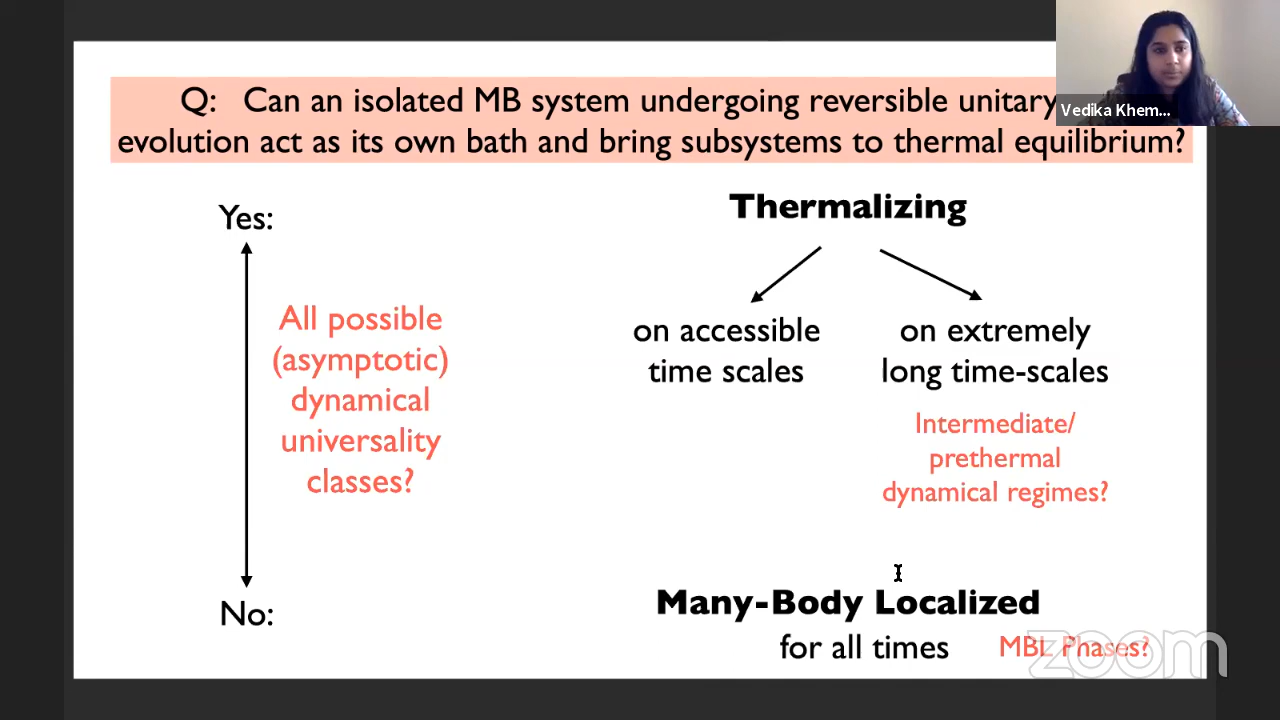 Q: Can an isolated MB system undergoing reversible unitary
evolution act as its own bath and bring subsystems to thermal equilibrium?
Vedika Khem...
Yes:
Thermalizing
All possible
(asymptotic)
dynamical
universality
classes?
on accessible
time scales
on extremely
long time-scales
Intermediate/
prethermal
dynamical regimes?
No:
Many-Body Localized
for all times
MBL Phases?
zoom